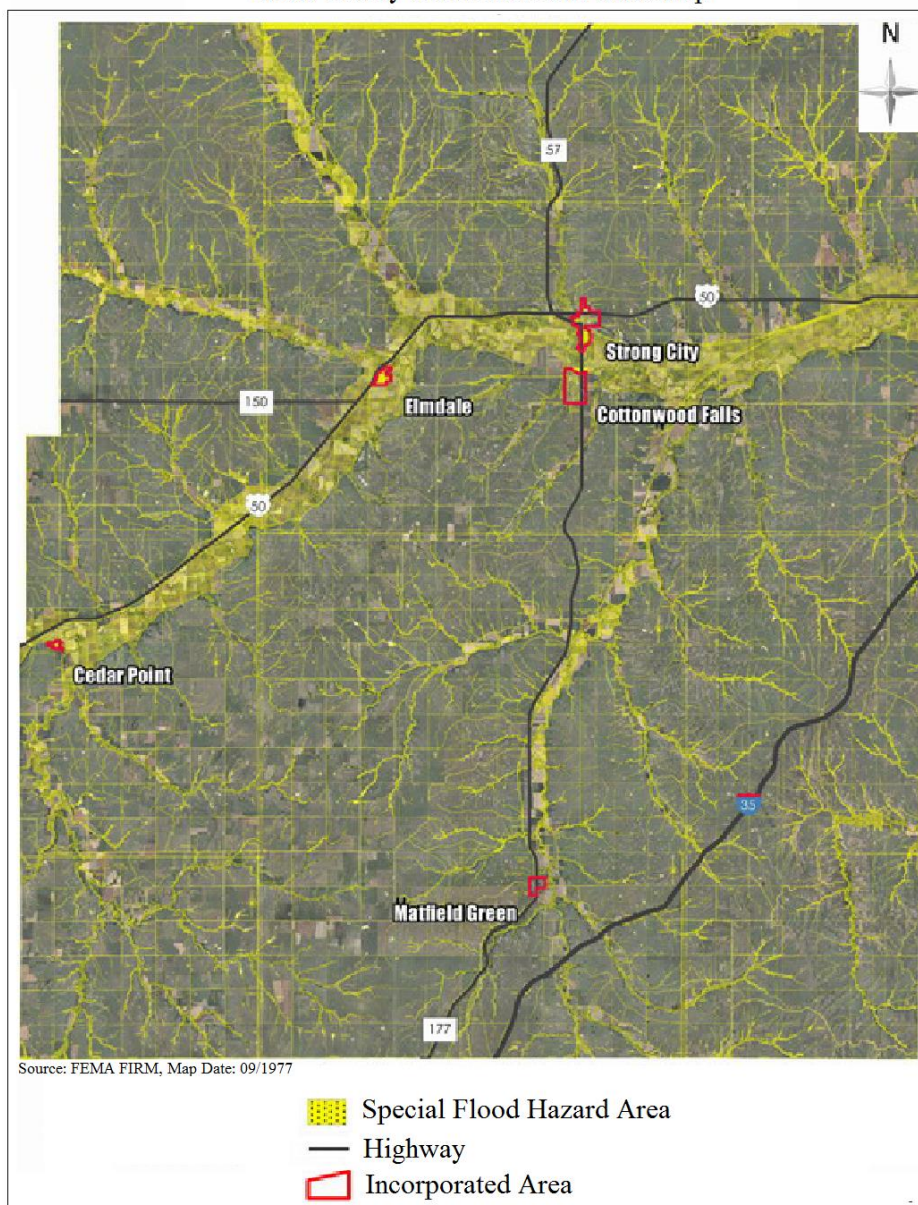 N
57
50
Strong City
Elmdale
150
Cottonwood Falls
50
Cedar Point
35
Matfield Green
177
Source: FEMA FIRM, Map Date: 09/1977
Special Flood Hazard Area
Highway
Incorporated Area